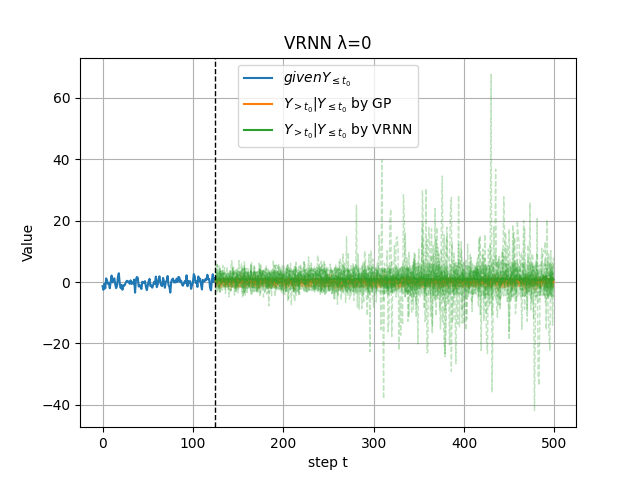 VRNN λ=0
given Y≤t₀
Y>t₀|Y≤t₀ by GP
Y>t₀|Y≤t₀ by VRNN
Value
60
40
20
0
−20
−40
0 100 200 300 400 500
step t